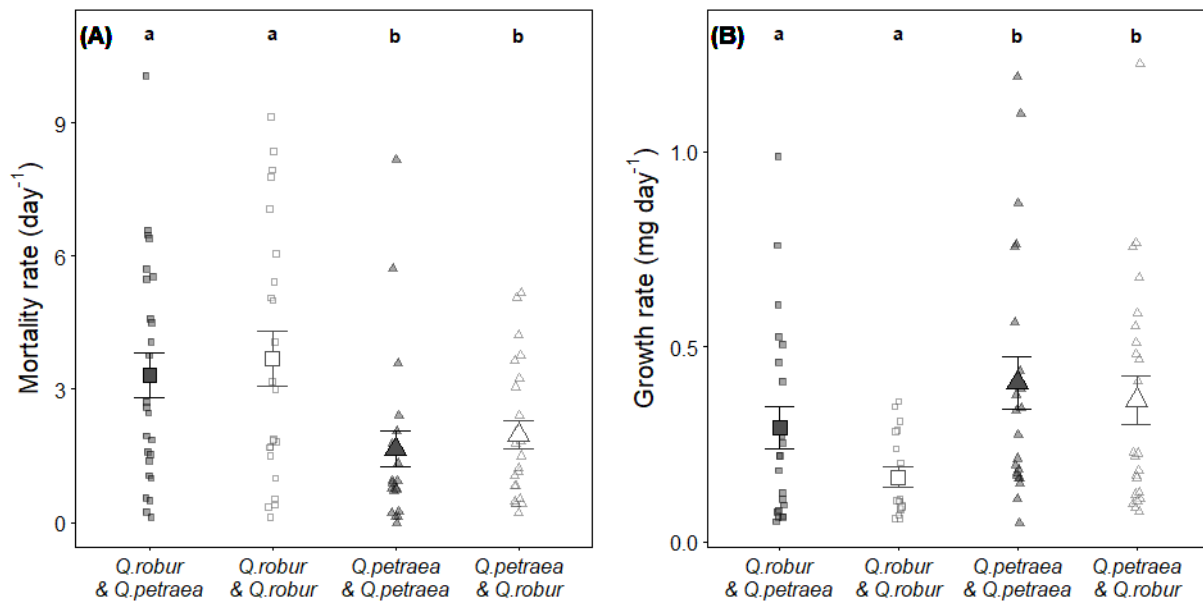 (A)
a
a
b
b
Mortality rate (day⁻¹)
9
6
3
0
Q.robur
& Q.petraea
Q.robur
& Q.robur
Q.petraea
& Q.petraea
Q.petraea
& Q.robur
(B)
a
a
b
b
Growth rate (mg day⁻¹)
1.0
0.5
0.0
Q.robur
& Q.petraea
Q.robur
& Q.robur
Q.petraea
& Q.petraea
Q.petraea
& Q.robur